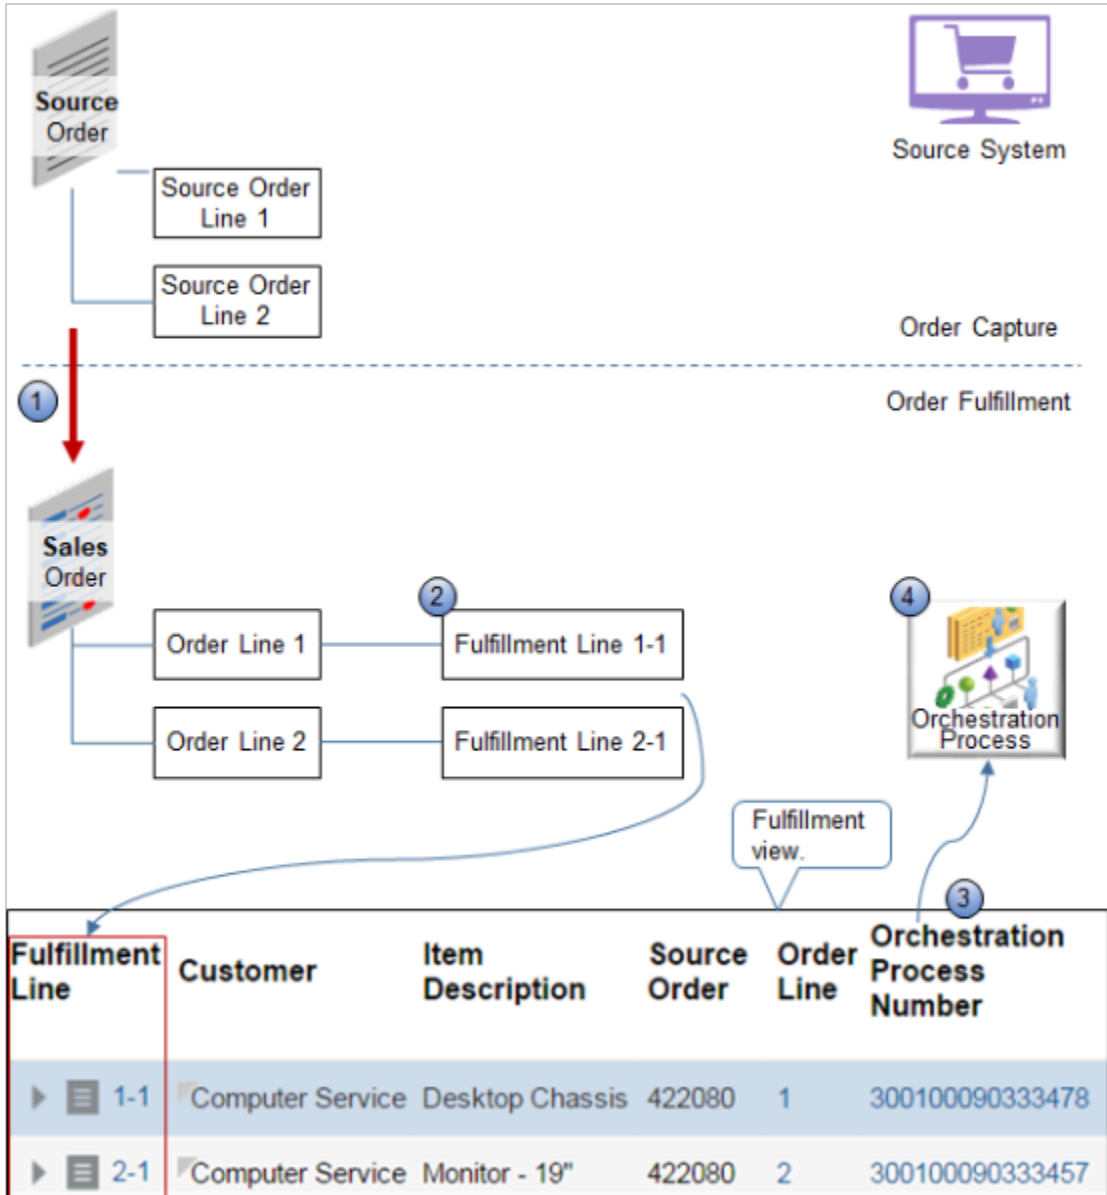 Source
Order
Source System
Source Order
Line 1
Source Order
Line 2
Order Capture
1
Order Fulfillment
Sales
Order
2
4
Order Line 1
Fulfillment Line 1-1
Order Line 2
Fulfillment Line 2-1
Orchestration
Process
Fulfillment
view.
3
Fulfillment
Line
Customer
Item
Description
Source
Order
Order
Line
Orchestration
Process
Number
1-1 Computer Service Desktop Chassis 422080 1 300100090333478
2-1 Computer Service Monitor - 19" 422080 2 300100090333457